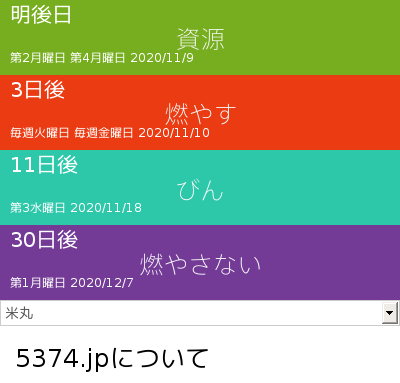 明後日
資源
第2月曜日 第4月曜日 2020/11/9
3日後
燃やす
毎週火曜日 毎週金曜日 2020/11/10
11日後
びん
第3水曜日 2020/11/18
30日後
燃やさない
第1月曜日 2020/12/7
米丸
5374.jpについて